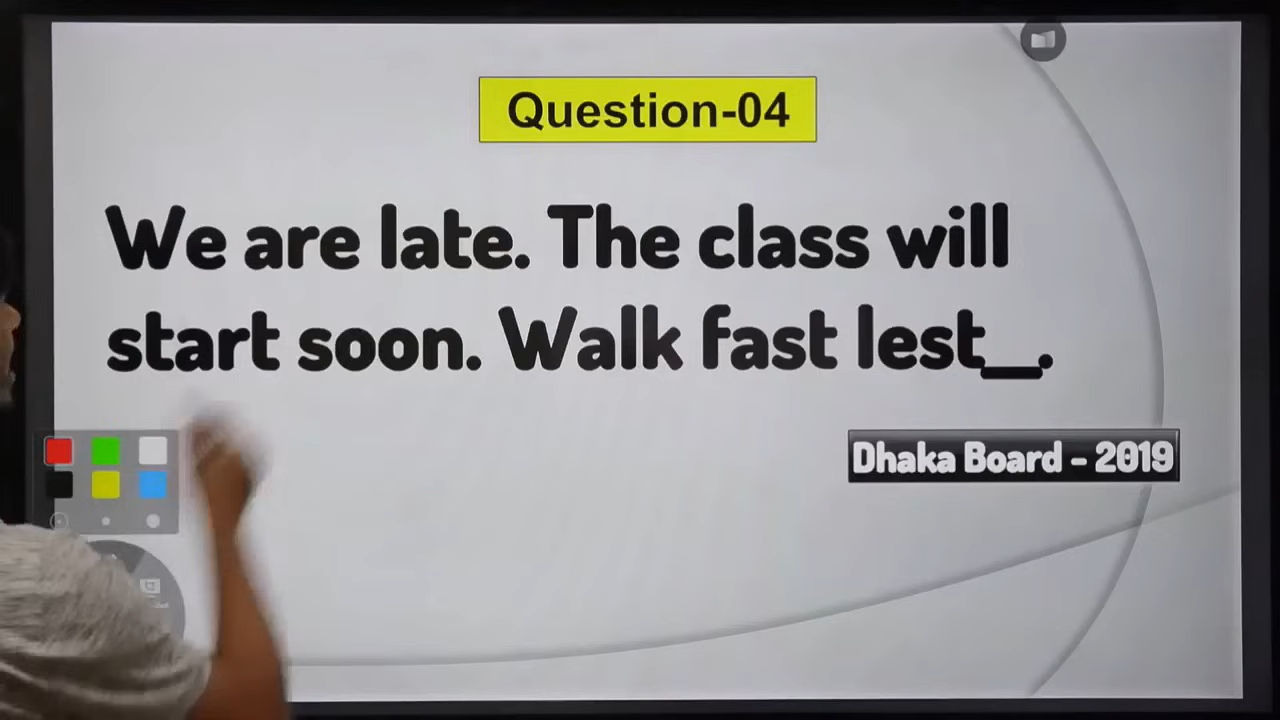 Question-04
We are late. The class will
start soon. Walk fast lest__.
Dhaka Board - 2019